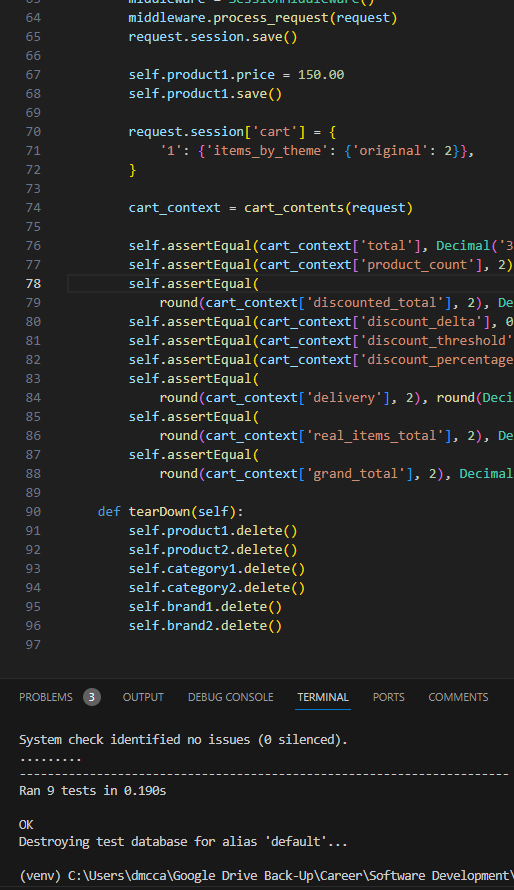 63 middleware = SessionMiddleware()
64 middleware.process_request(request)
65 request.session.save()
66
67 self.product1.price = 150.00
68 self.product1.save()
69
70 request.session['cart'] = {
71 '1': {'items_by_theme': {'original': 2}},
72 }
73
74 cart_context = cart_contents(request)
75
76 self.assertEqual(cart_context['total'], Decimal('3
77 self.assertEqual(cart_context['product_count'], 2)
78 self.assertEqual(
79 round(cart_context['discounted_total'], 2), De
80 self.assertEqual(cart_context['discount_delta'], 0
81 self.assertEqual(cart_context['discount_threshold'
82 self.assertEqual(cart_context['discount_percentage
83 self.assertEqual(
84 round(cart_context['delivery'], 2), round(Deci
85 self.assertEqual(
86 round(cart_context['real_items_total'], 2), De
87 self.assertEqual(
88 round(cart_context['grand_total'], 2), Decimal
89
90 def tearDown(self):
91 self.product1.delete()
92 self.product2.delete()
93 self.category1.delete()
94 self.category2.delete()
95 self.brand1.delete()
96 self.brand2.delete()
97
PROBLEMS 3 OUTPUT DEBUG CONSOLE TERMINAL PORTS COMMENTS
System check identified no issues (0 silenced).
.........
----------------------------------------------------------------------
Ran 9 tests in 0.190s
OK
Destroying test database for alias 'default'...
(venv) C:\Users\dmcca\Google Drive Back-Up\Career\Software Development\